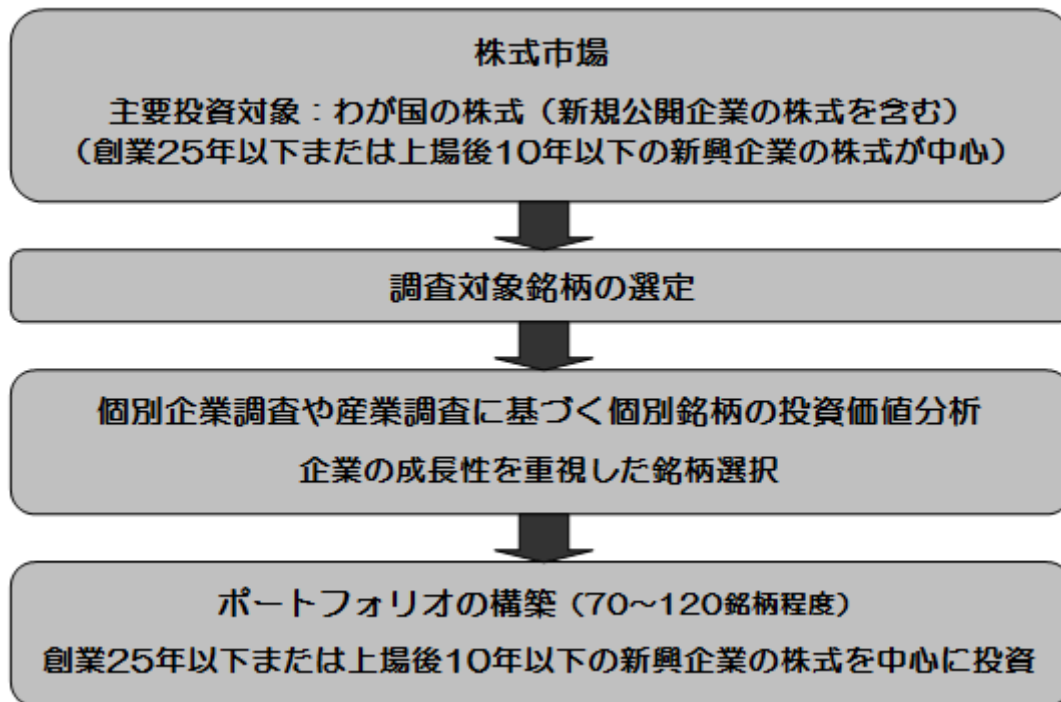 株式市場
主要投資対象：わが国の株式（新規公開企業の株式を含む）
（創業25年以下または上場後10年以下の新興企業の株式が中心）
調査対象銘柄の選定
個別企業調査や産業調査に基づく個別銘柄の投資価値分析
企業の成長性を重視した銘柄選択
ポートフォリオの構築（70～120銘柄程度）
創業25年以下または上場後10年以下の新興企業の株式を中心に投資